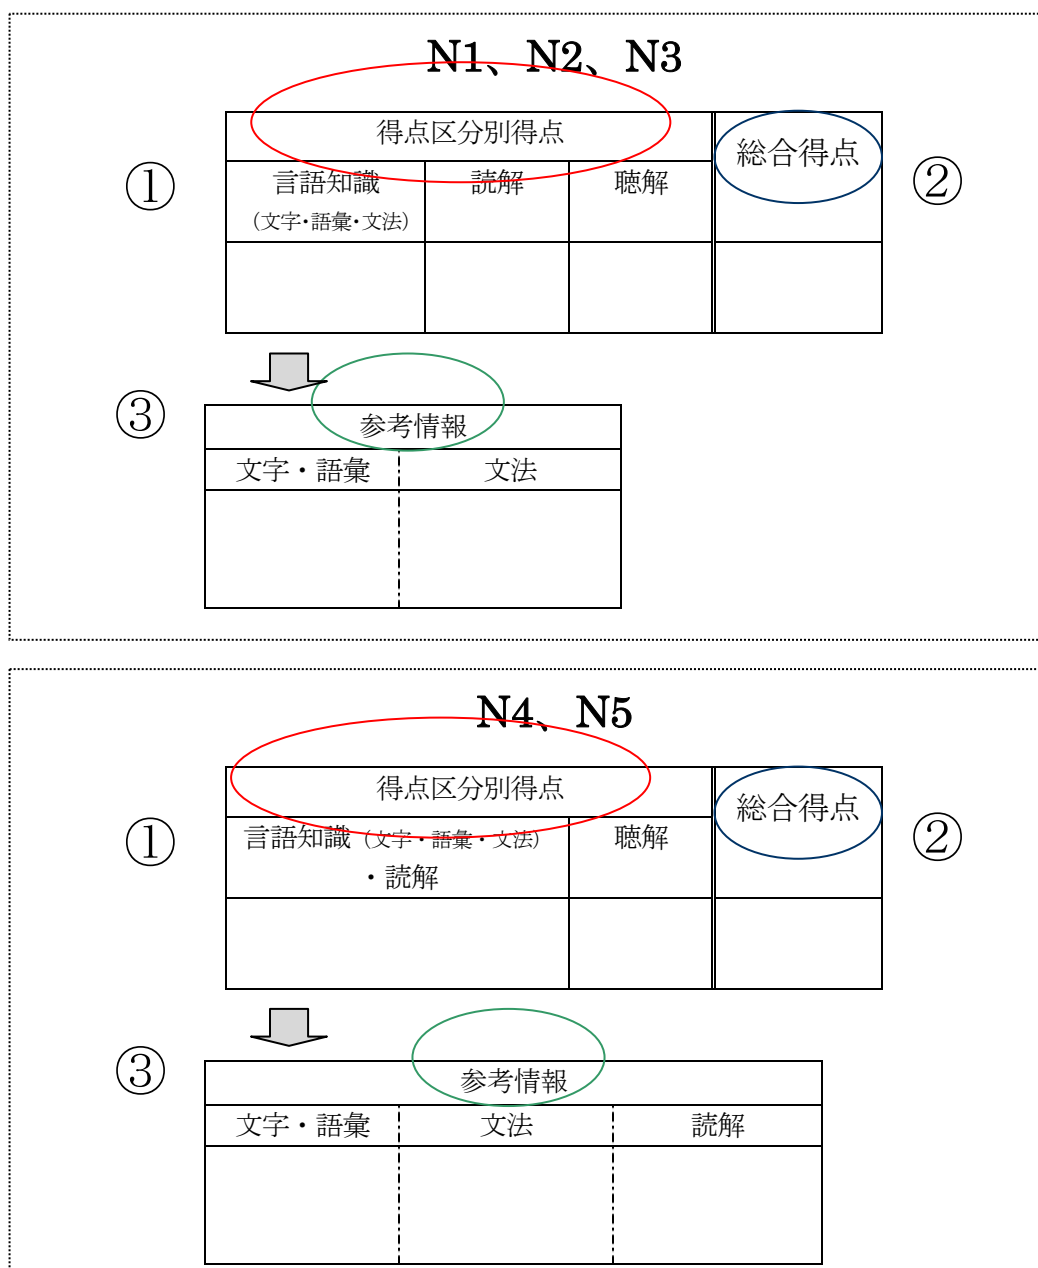 N1、N2、N3
得点区分別得点
総合得点
①
②
言語知識
読解
聴解
(文字・語彙・文法)
③
参考情報
文字・語彙
文法
N4、N5
得点区分別得点
総合得点
①
②
言語知識(文字・語彙・文法)
・読解
聴解
③
参考情報
文字・語彙
文法
読解